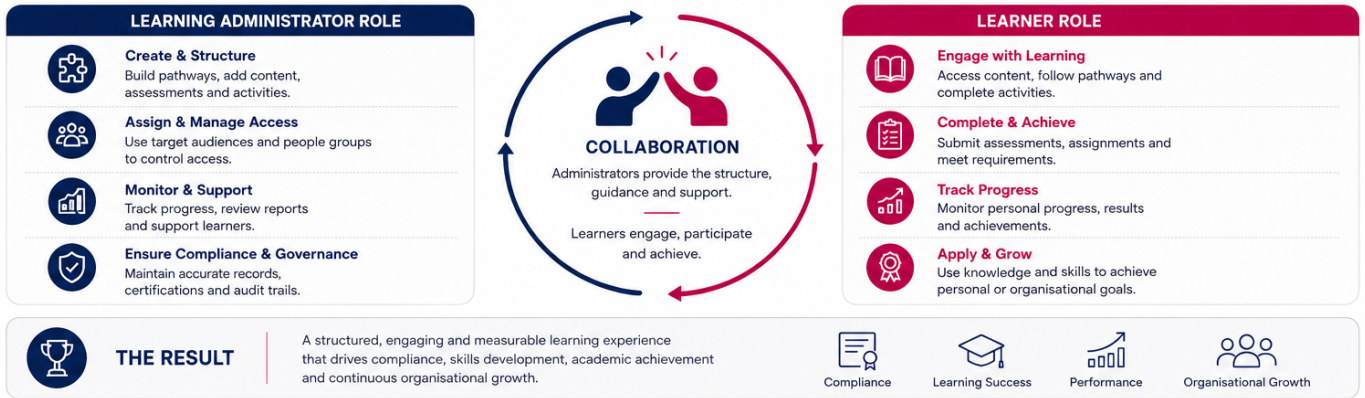 LEARNING ADMINISTRATOR ROLE
Create & Structure
Build pathways, add content,
assessments and activities.
Assign & Manage Access
Use target audiences and people groups
to control access.
Monitor & Support
Track progress, review reports
and support learners.
Ensure Compliance & Governance
Maintain accurate records,
certifications and audit trails.
COLLABORATION
Administrators provide the structure,
guidance and support.
Learners engage, participate
and achieve.
LEARNER ROLE
Engage with Learning
Access content, follow pathways and
complete activities.
Complete & Achieve
Submit assessments, assignments and
meet requirements.
Track Progress
Monitor personal progress, results
and achievements.
Apply & Grow
Use knowledge and skills to achieve
personal or organisational goals.
THE RESULT
A structured, engaging and measurable learning experience
that drives compliance, skills development, academic achievement
and continuous organisational growth.
Compliance
Learning Success
Performance
Organisational Growth